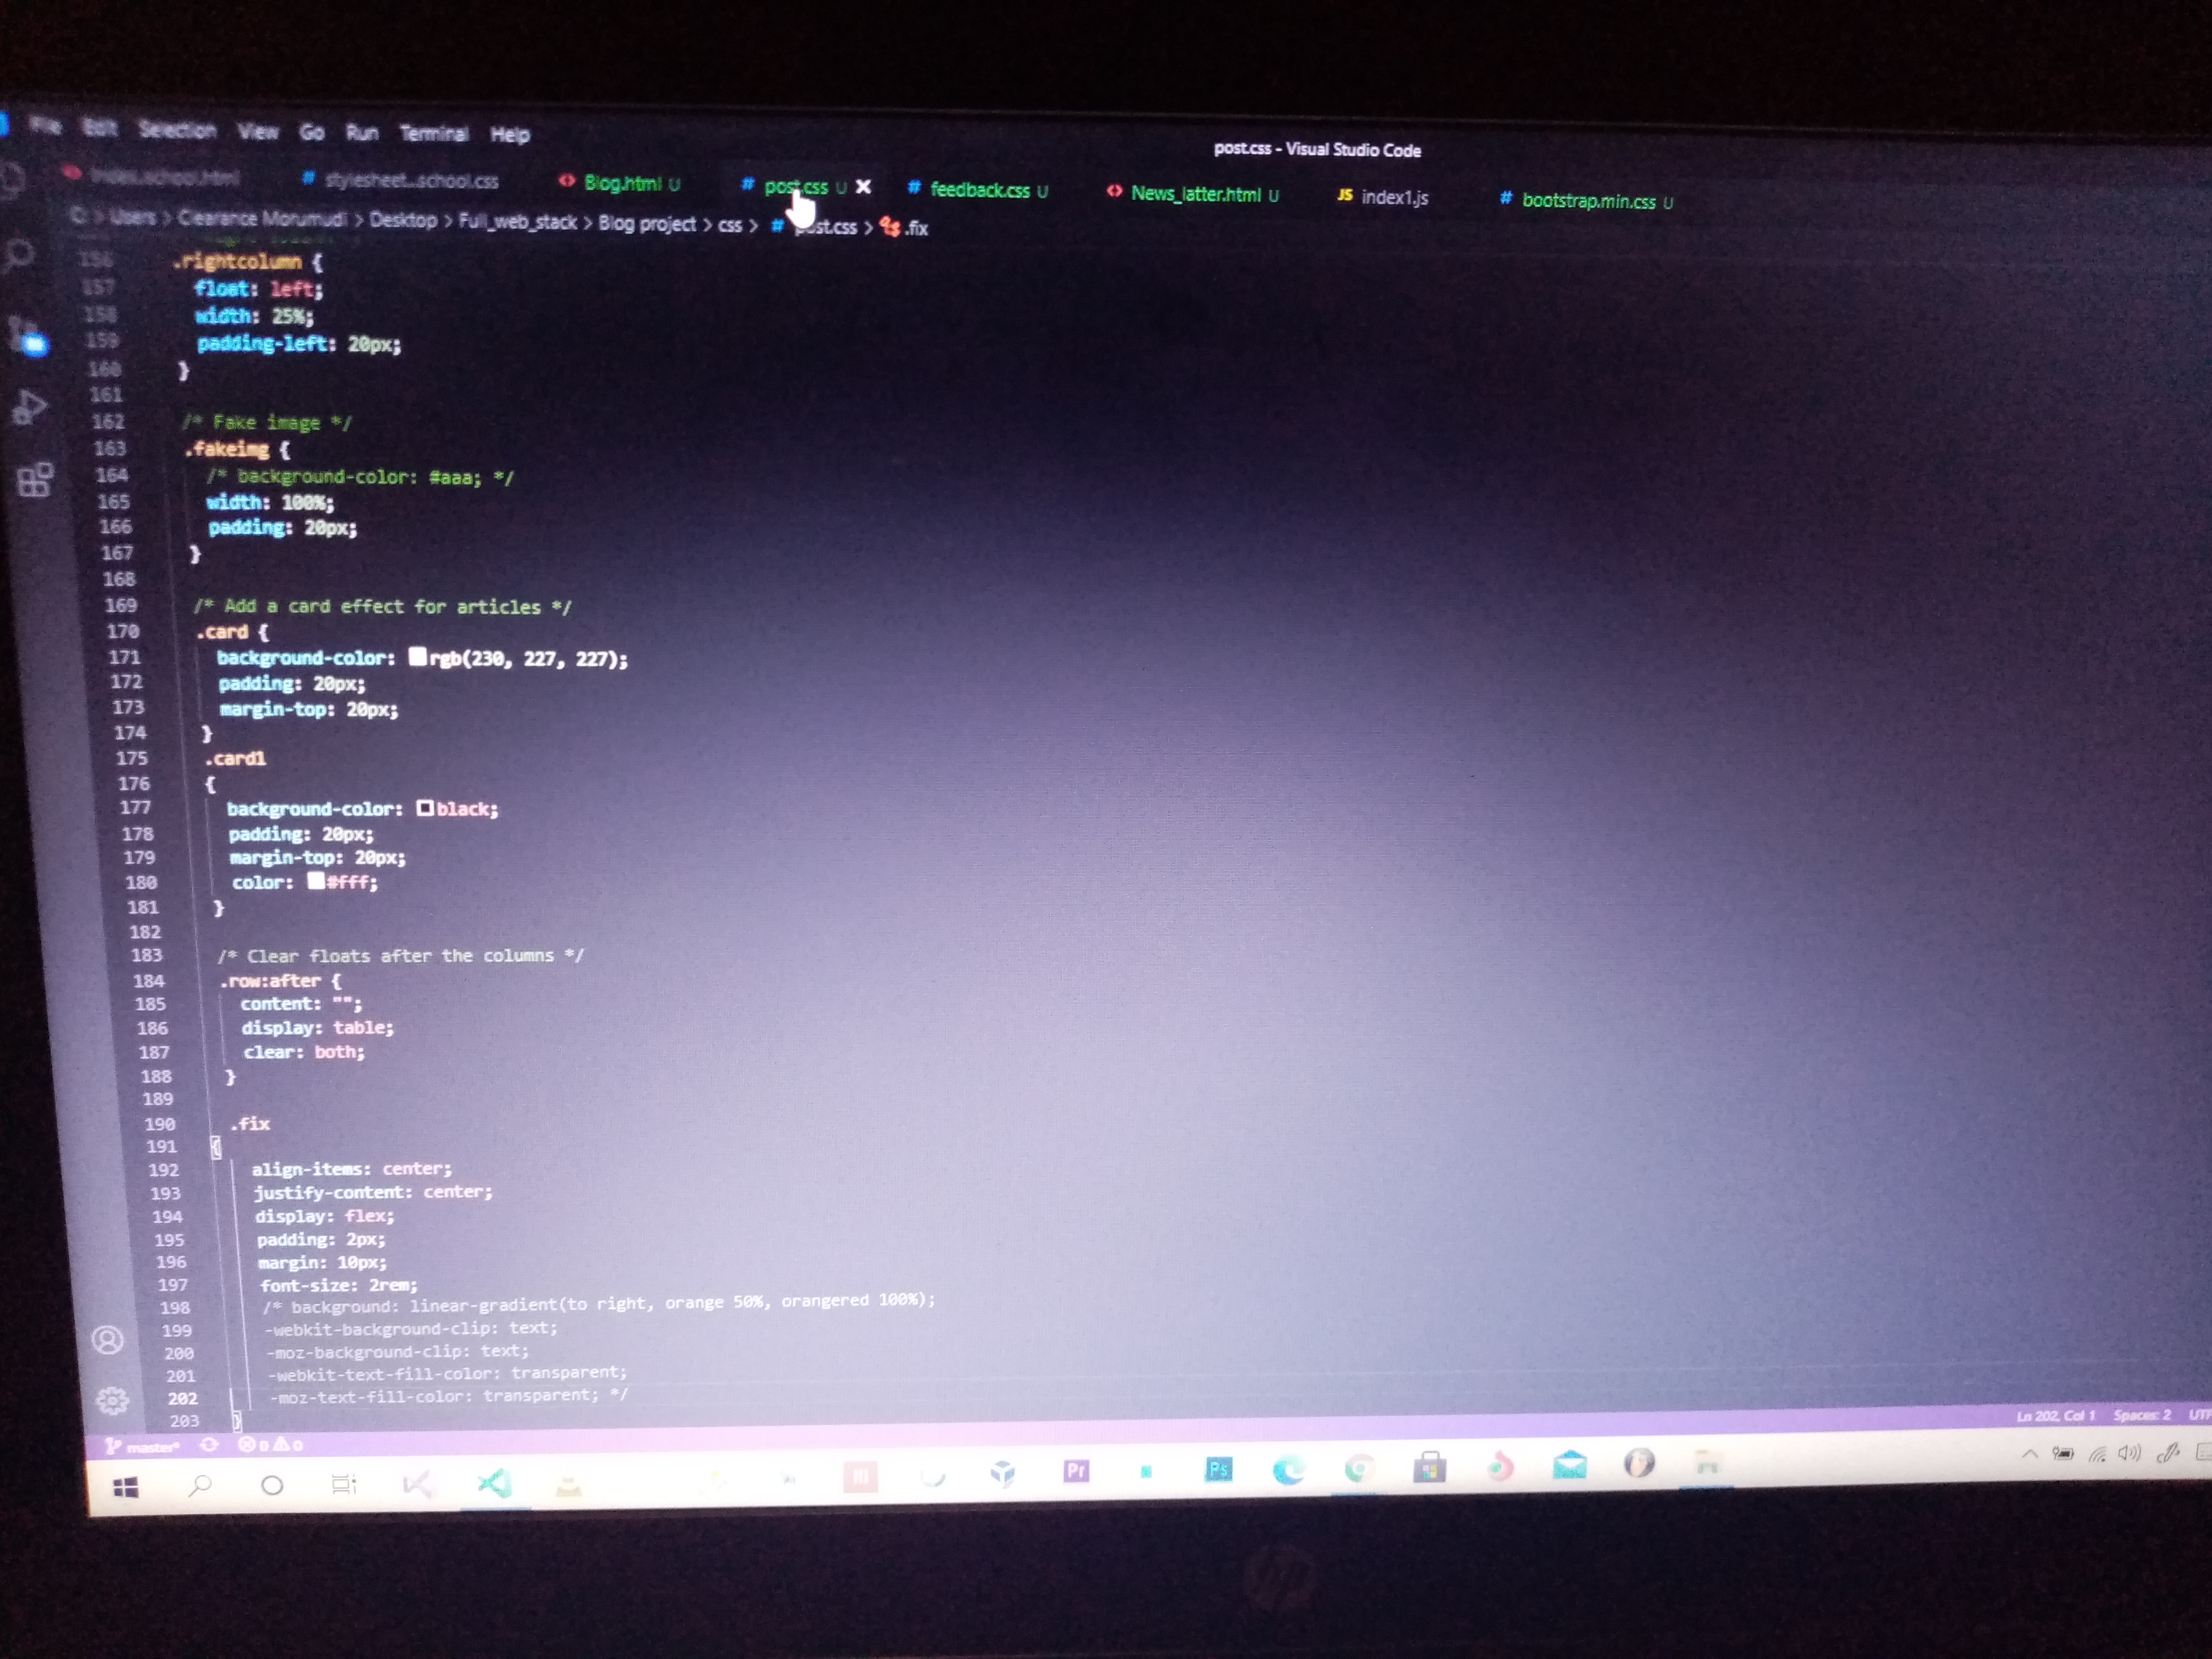 File Edit Selection View Go Run Terminal Help
post.css - Visual Studio Code
index.school.html # stylesheet..school.css <> Blog.html U # post.css U # feedback.css U <> News_latter.html U JS index1.js # bootstrap.min.css U
> Users > Clearance Morumudi > Desktop > Full_web_stack > Blog project > css > # post.css > .fix
156 .rightcolumn {
157 float: left;
158 width: 25%;
159 padding-left: 20px;
160 }
161
162 /* Fake image */
163 .fakeimg {
164 /* background-color: #aaa; */
165 width: 100%;
166 padding: 20px;
167 }
168
169 /* Add a card effect for articles */
170 .card {
171 background-color: rgb(230, 227, 227);
172 padding: 20px;
173 margin-top: 20px;
174 }
175 .card1
176 {
177 background-color: black;
178 padding: 20px;
179 margin-top: 20px;
180 color: #fff;
181 }
182
183 /* Clear floats after the columns */
184 .row:after {
185 content: "";
186 display: table;
187 clear: both;
188 }
189
190 .fix
191 {
192 align-items: center;
193 justify-content: center;
194 display: flex;
195 padding: 2px;
196 margin: 10px;
197 font-size: 2rem;
198 /* background: linear-gradient(to right, orange 50%, orangered 100%);
199 -webkit-background-clip: text;
200 -moz-background-clip: text;
201 -webkit-text-fill-color: transparent;
202 -moz-text-fill-color: transparent; */
203 }
master* 0 0 Ln 202, Col 1 Spaces: 2 UTF
Pr Ps
hp